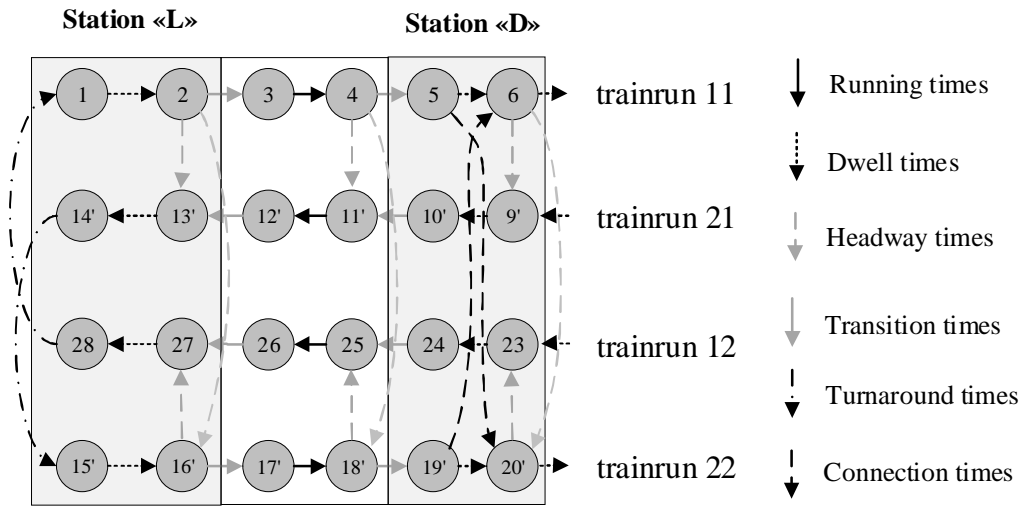 Station «L»
Station «D»
1 2 3 4 5 6 trainrun 11
14' 13' 12' 11' 10' 9' trainrun 21
28 27 26 25 24 23 trainrun 12
15' 16' 17' 18' 19' 20' trainrun 22
Running times
Dwell times
Headway times
Transition times
Turnaround times
Connection times